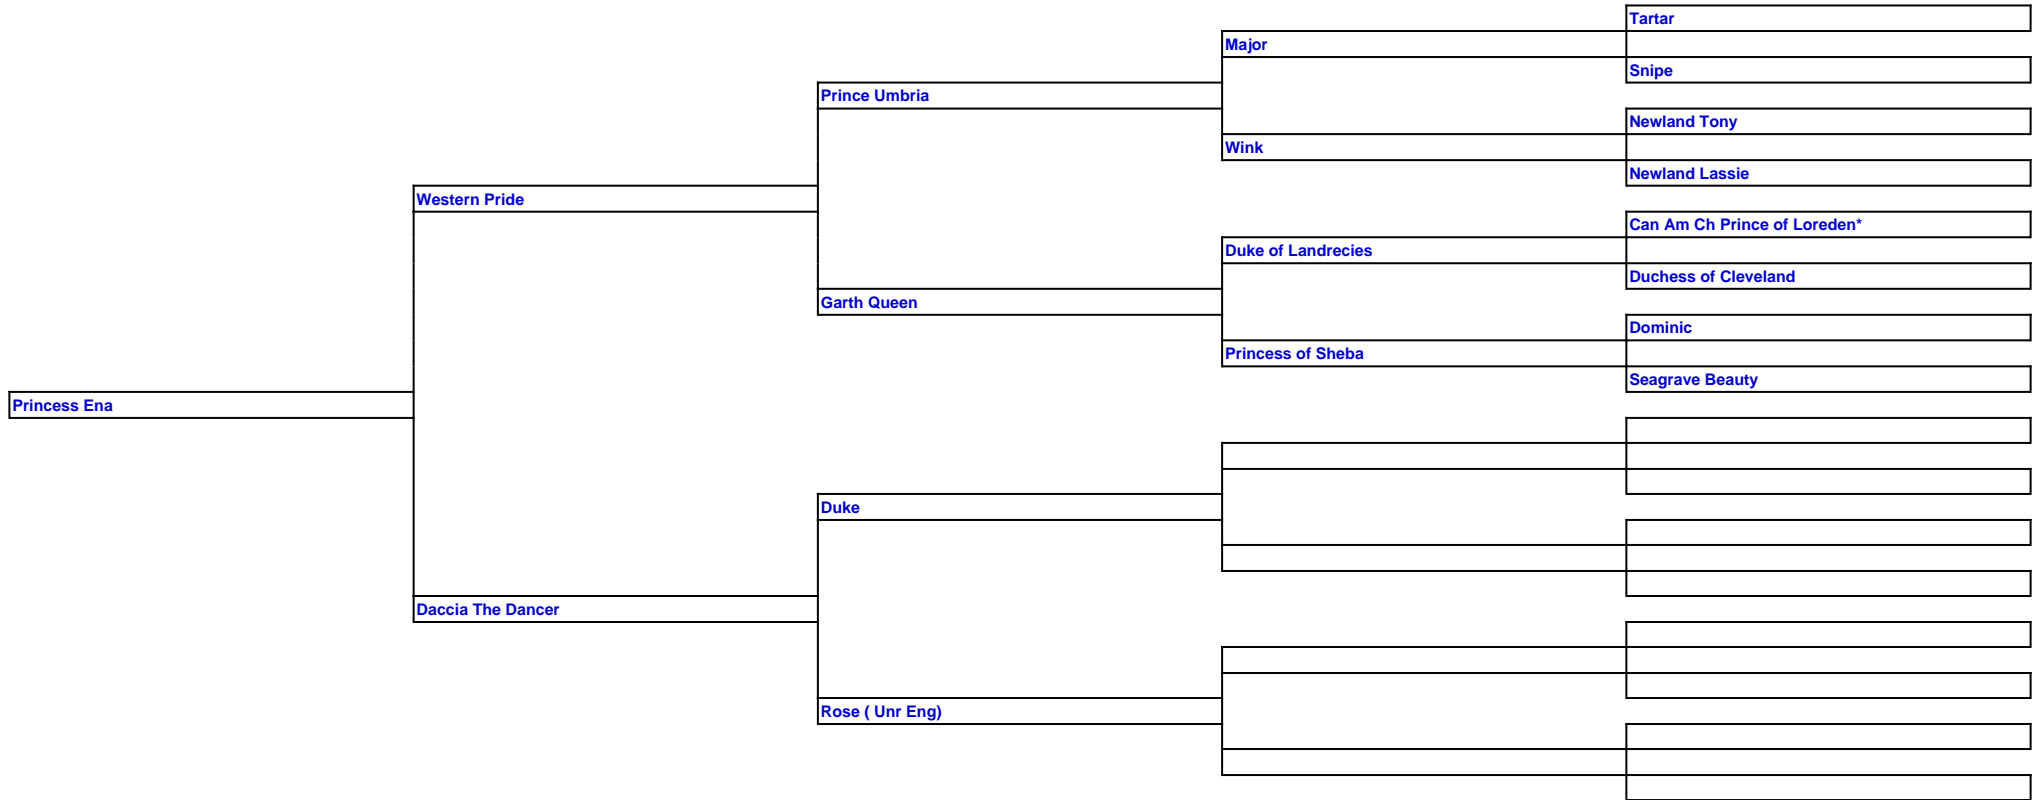 Tartar
Major
Snipe
Prince Umbria
Newland Tony
Wink
Newland Lassie
Western Pride
Can Am Ch Prince of Loreden*
Duke of Landrecies
Duchess of Cleveland
Garth Queen
Dominic
Princess of Sheba
Seagrave Beauty
Princess Ena
Duke
Daccia The Dancer
Rose ( Unr Eng)